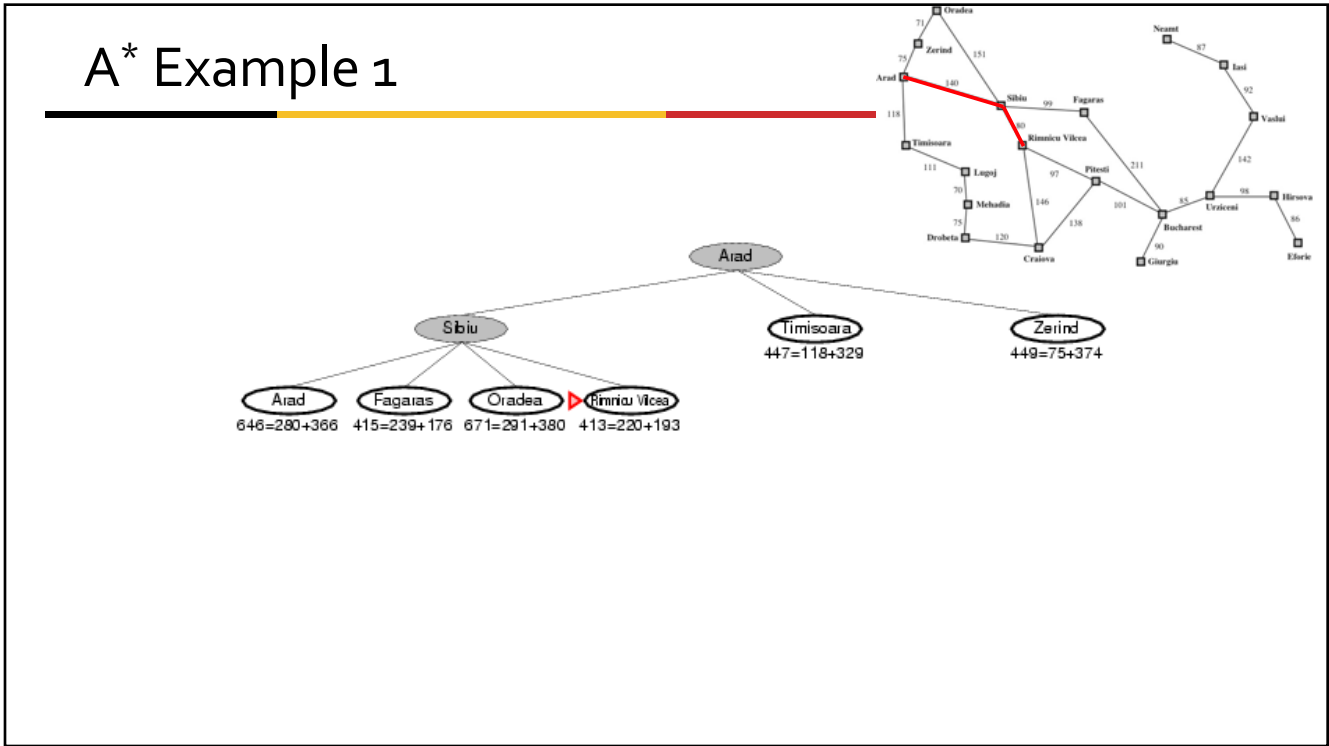 A* Example 1
Oradea
71
Neamt
87
Zerind
151
75
Iasi
Arad
140
92
Sibiu
99
Fagaras
118
80
Vaslui
Rimnicu Vilcea
Timisoara
142
111
211
Lugoj
97
Pitesti
70
98
Hirsova
85
Mehadia
146
101
Urziceni
75
138
86
Bucharest
Drobeta
120
90
Craiova
Giurgiu
Eforie
Arad
Sibiu
Timisoara
Zerind
447=118+329
449=75+374
Arad
Fagaras
Oradea
Rimnicu Vilcea
646=280+366
415=239+176
671=291+380
413=220+193